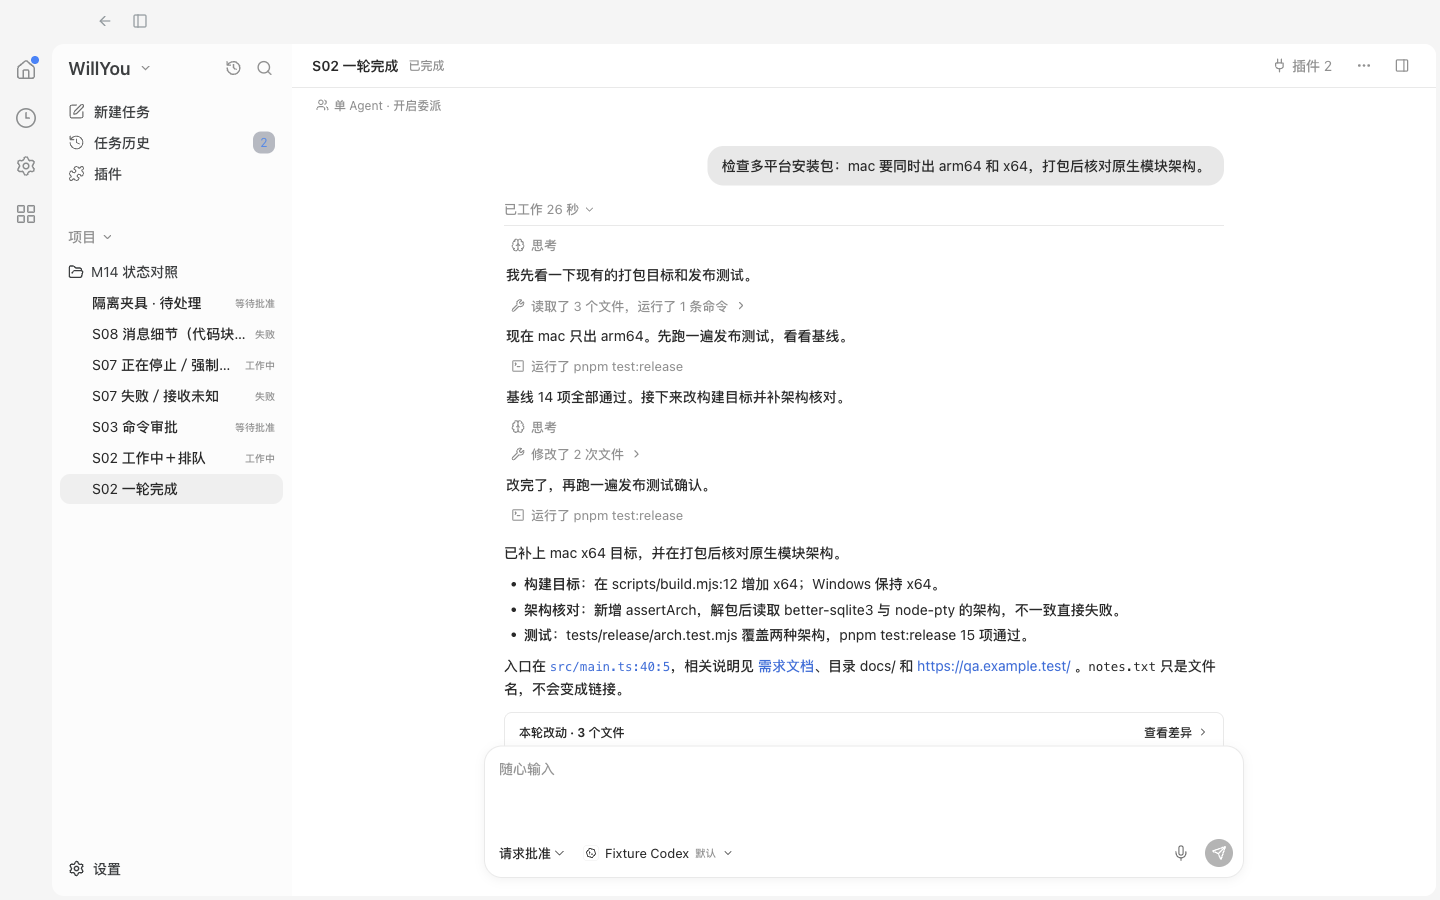 WillYou
新建任务
任务历史 2
插件
项目
M14 状态对照
隔离夹具 · 待处理 等待批准
S08 消息细节（代码块... 失败
S07 正在停止 / 强制... 工作中
S07 失败 / 接收未知 失败
S03 命令审批 等待批准
S02 工作中＋排队 工作中
S02 一轮完成
设置
S02 一轮完成 已完成
插件 2
单 Agent · 开启委派
检查多平台安装包：mac 要同时出 arm64 和 x64，打包后核对原生模块架构。
已工作 26 秒
思考
我先看一下现有的打包目标和发布测试。
读取了 3 个文件，运行了 1 条命令
现在 mac 只出 arm64。先跑一遍发布测试，看看基线。
运行了 pnpm test:release
基线 14 项全部通过。接下来改构建目标并补架构核对。
思考
修改了 2 次文件
改完了，再跑一遍发布测试确认。
运行了 pnpm test:release
已补上 mac x64 目标，并在打包后核对原生模块架构。
• 构建目标：在 scripts/build.mjs:12 增加 x64；Windows 保持 x64。
• 架构核对：新增 assertArch，解包后读取 better-sqlite3 与 node-pty 的架构，不一致直接失败。
• 测试：tests/release/arch.test.mjs 覆盖两种架构，pnpm test:release 15 项通过。
入口在 src/main.ts:40:5，相关说明见 需求文档、目录 docs/ 和 https://qa.example.test/ 。notes.txt 只是文件
名，不会变成链接。
本轮改动 · 3 个文件 查看差异
随心输入
请求批准 Fixture Codex 默认